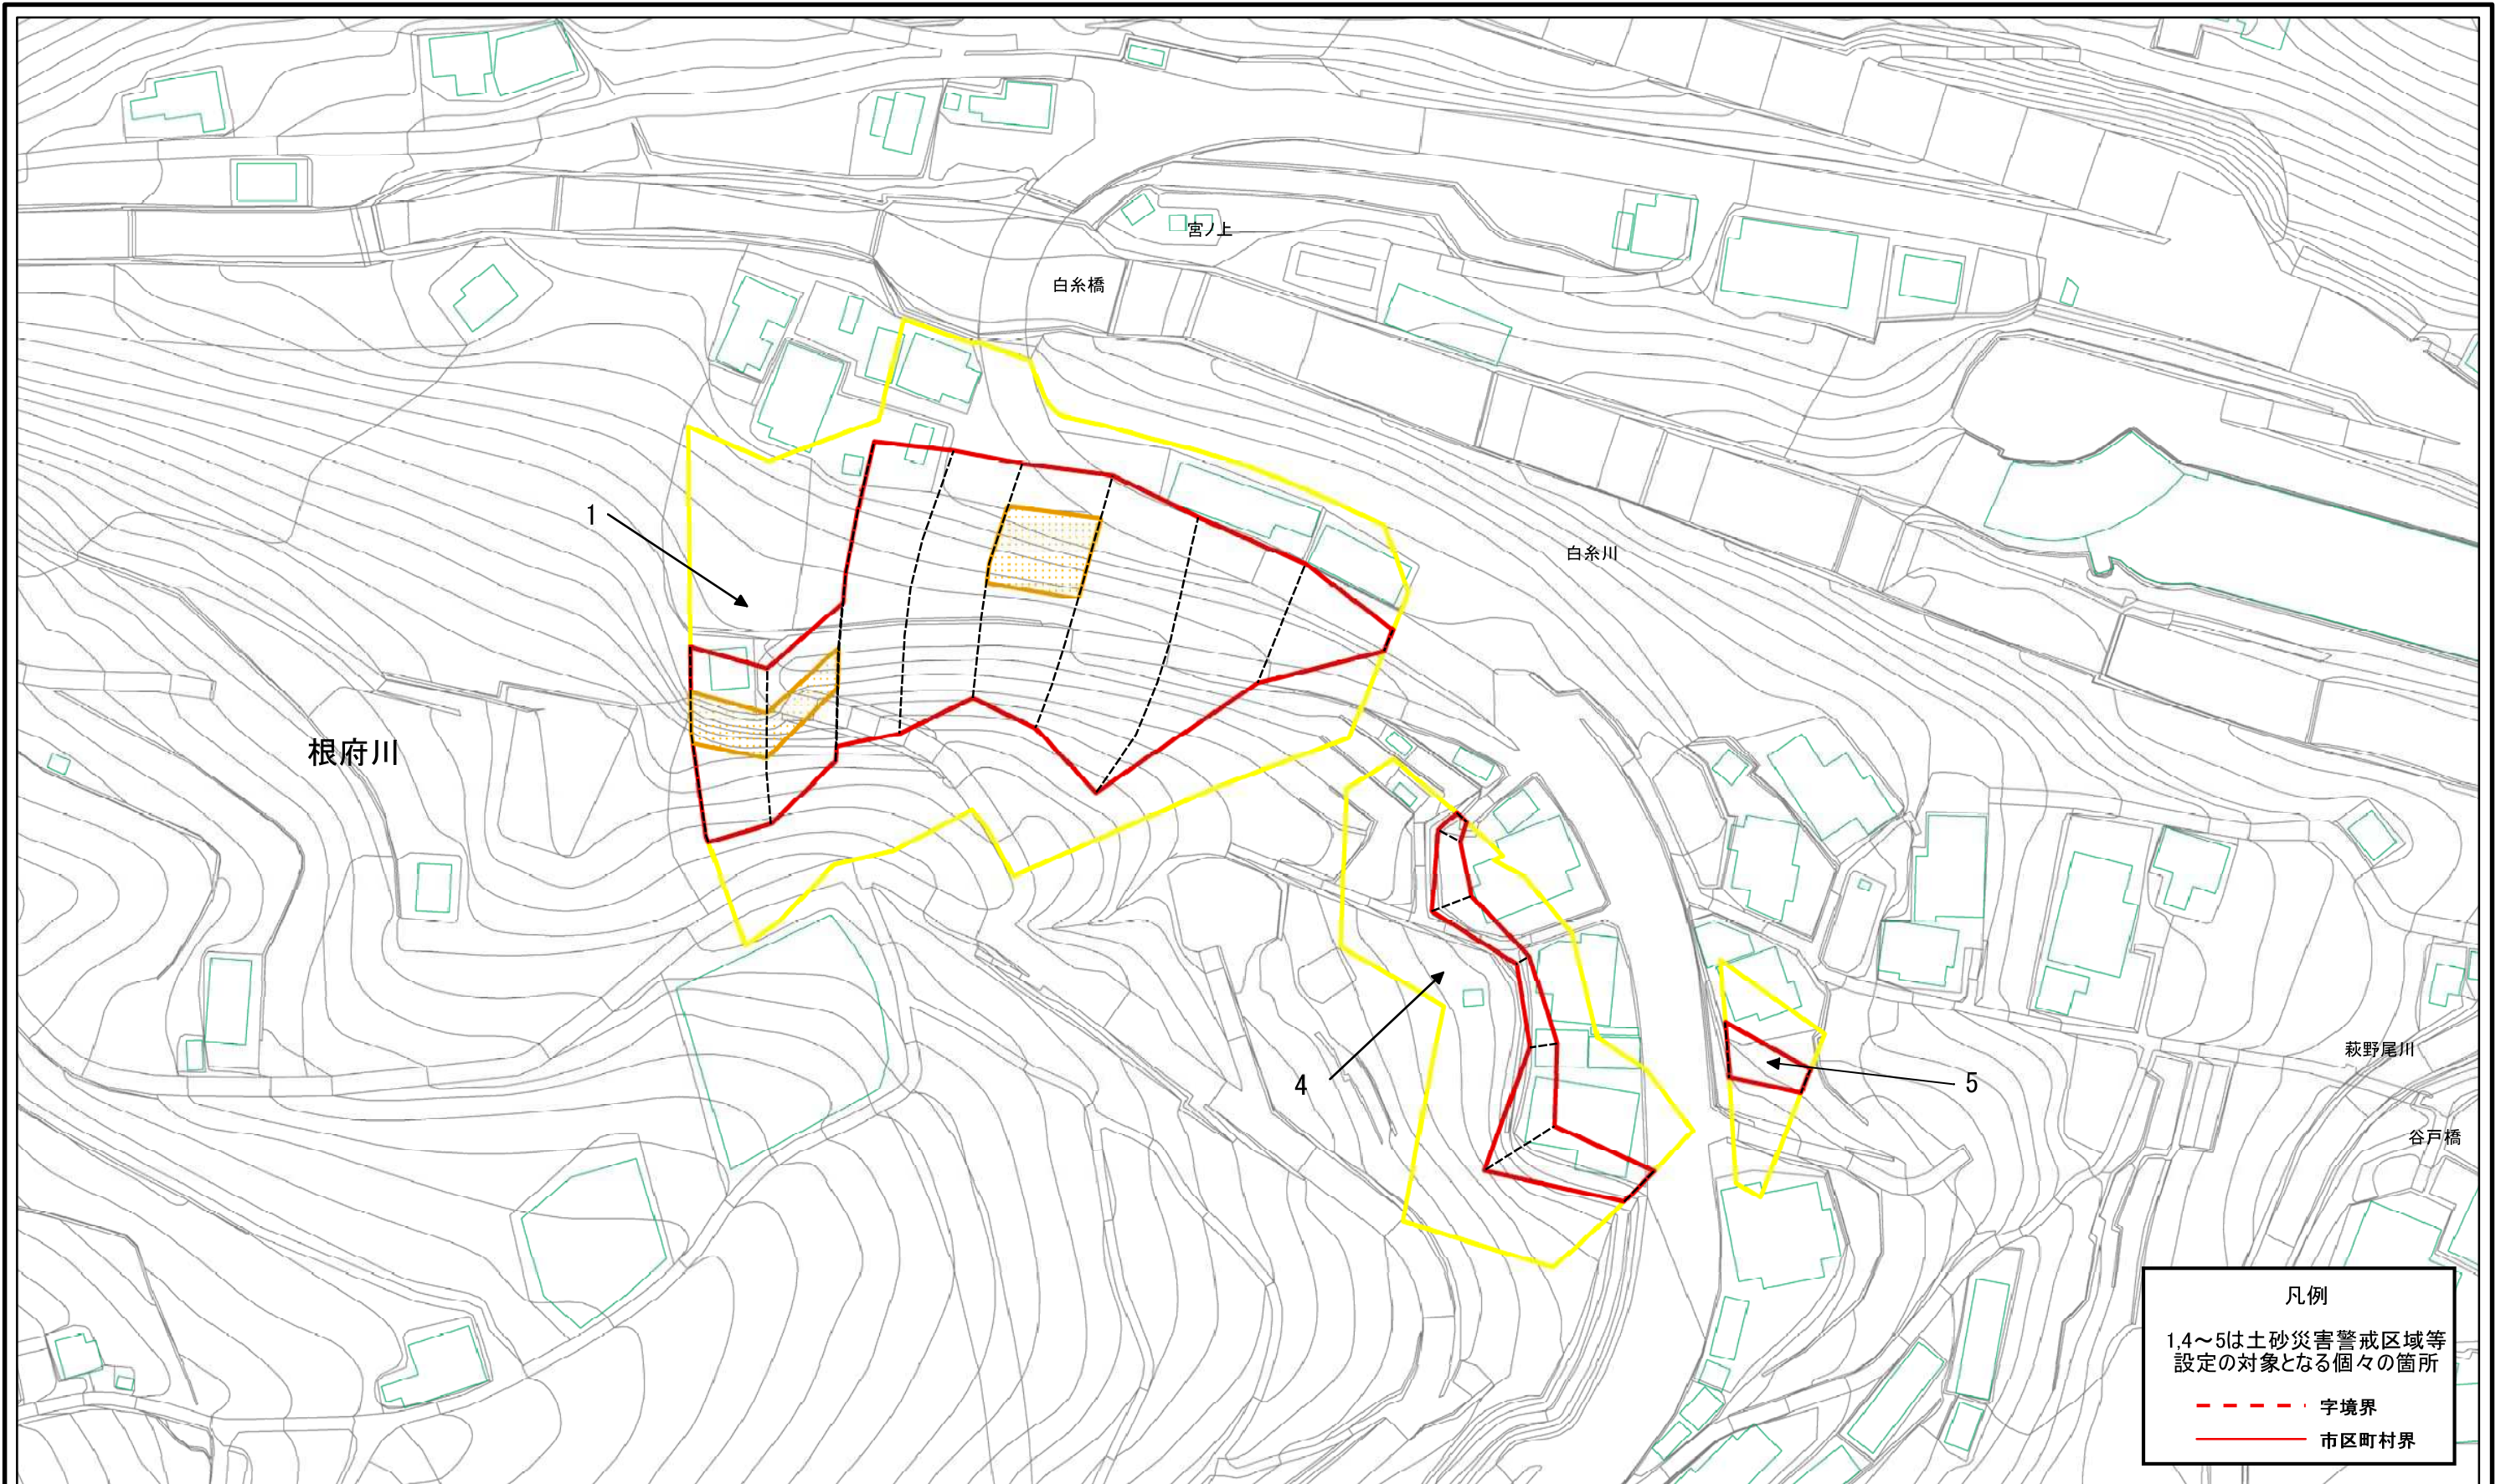 宮ノ上
白糸橋
1
白糸川
根府川
4
5
萩野尾川
谷戸橋
凡例
1,4～5は土砂災害警戒区域等
設定の対象となる個々の箇所
字境界
市区町村界